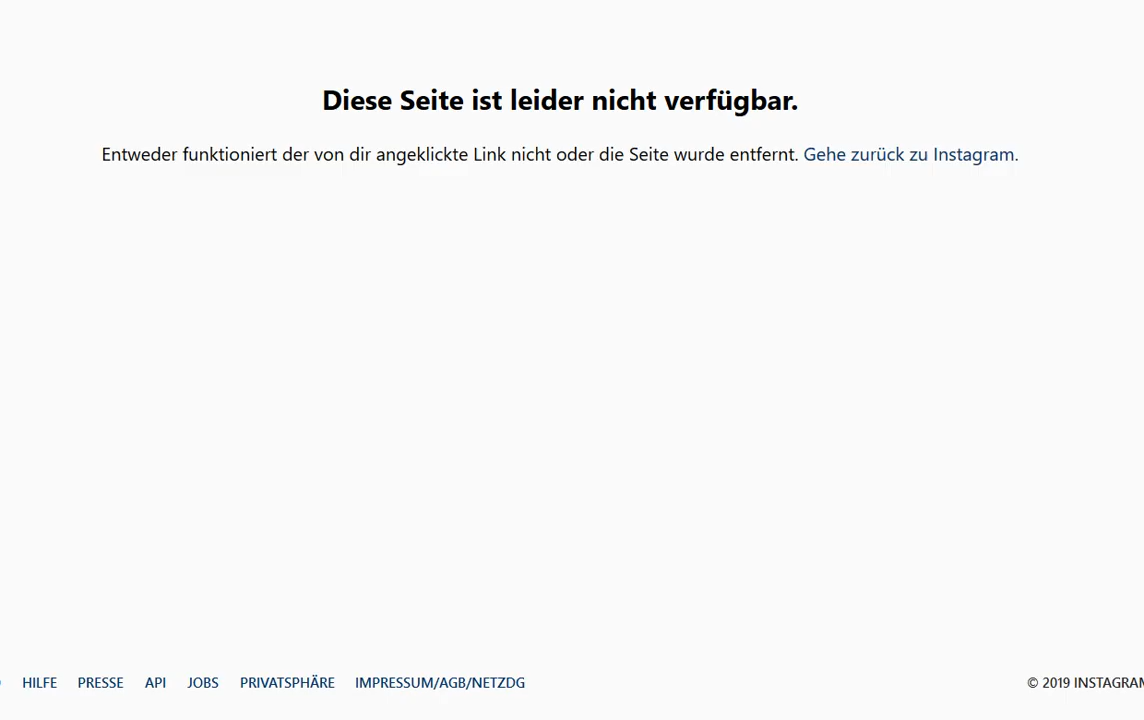 Diese Seite ist leider nicht verfügbar.
Entweder funktioniert der von dir angeklickte Link nicht oder die Seite wurde entfernt. Gehe zurück zu Instagram.
HILFE PRESSE API JOBS PRIVATSPHÄRE IMPRESSUM/AGB/NETZDG © 2019 INSTAGRAM